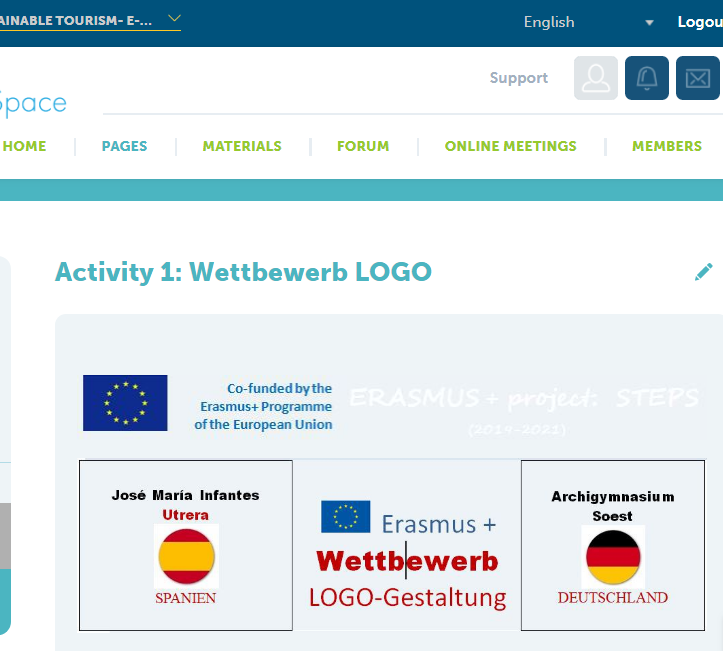 AINABLE TOURISM- E-...
English
Logou
Support
Space
HOME
PAGES
MATERIALS
FORUM
ONLINE MEETINGS
MEMBERS
Activity 1: Wettbewerb LOGO
Co-funded by the
Erasmus+ Programme
of the European Union
ERASMUS + project: STEPS
(2019-2021)
José María Infantes
Utrera
SPANIEN
Erasmus +
Wettbewerb
LOGO-Gestaltung
Archigymnasium
Soest
DEUTSCHLAND